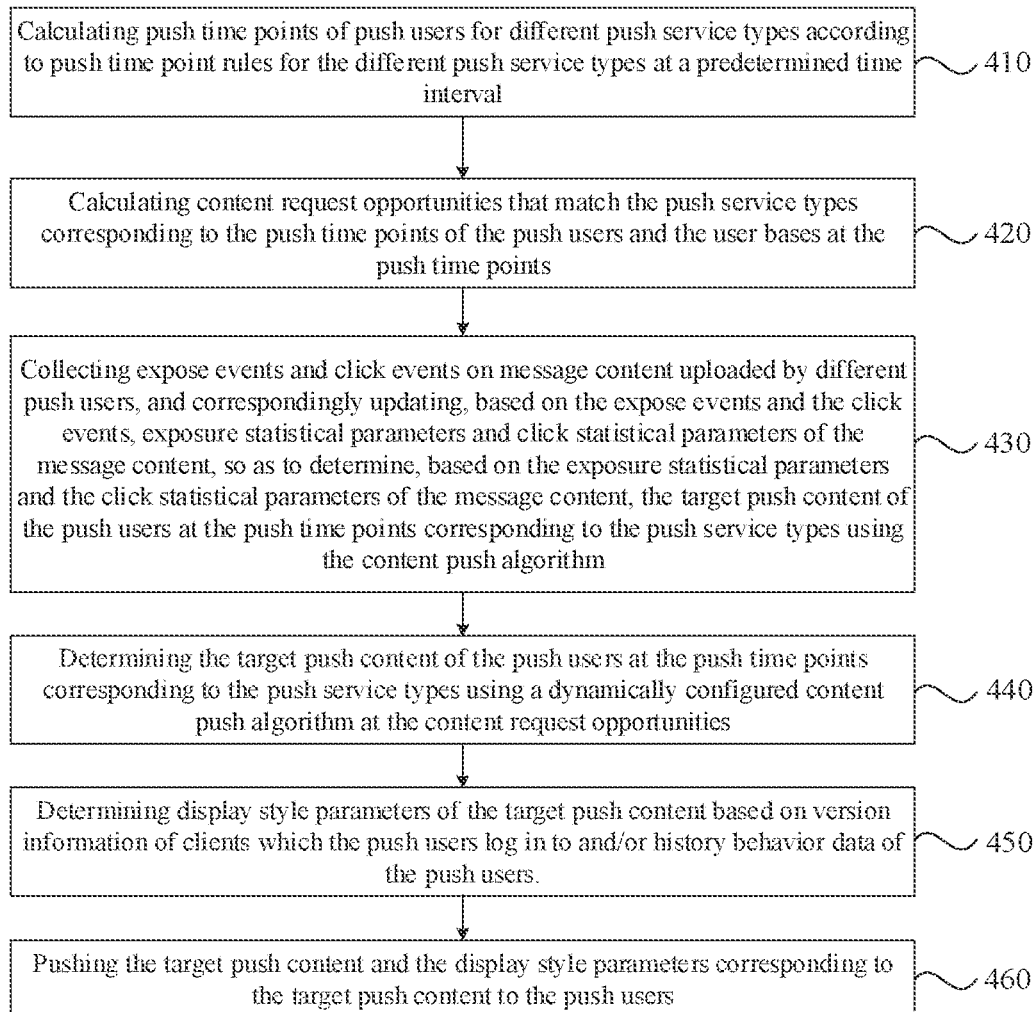 Calculating push time points of push users for different push service types according
to push time point rules for the different push service types at a predetermined time
interval
410
Calculating content request opportunities that match the push service types
corresponding to the push time points of the push users and the user bases at the
push time points
420
Collecting expose events and click events on message content uploaded by different
push users, and correspondingly updating, based on the expose events and the click
events, exposure statistical parameters and click statistical parameters of the
message content, so as to determine, based on the exposure statistical parameters
and the click statistical parameters of the message content, the target push content of
the push users at the push time points corresponding to the push service types using
the content push algorithm
430
Determining the target push content of the push users at the push time points
corresponding to the push service types using a dynamically configured content
push algorithm at the content request opportunities
440
Determining display style parameters of the target push content based on version
information of clients which the push users log in to and/or history behavior data of
the push users.
450
Pushing the target push content and the display style parameters corresponding to
the target push content to the push users
460